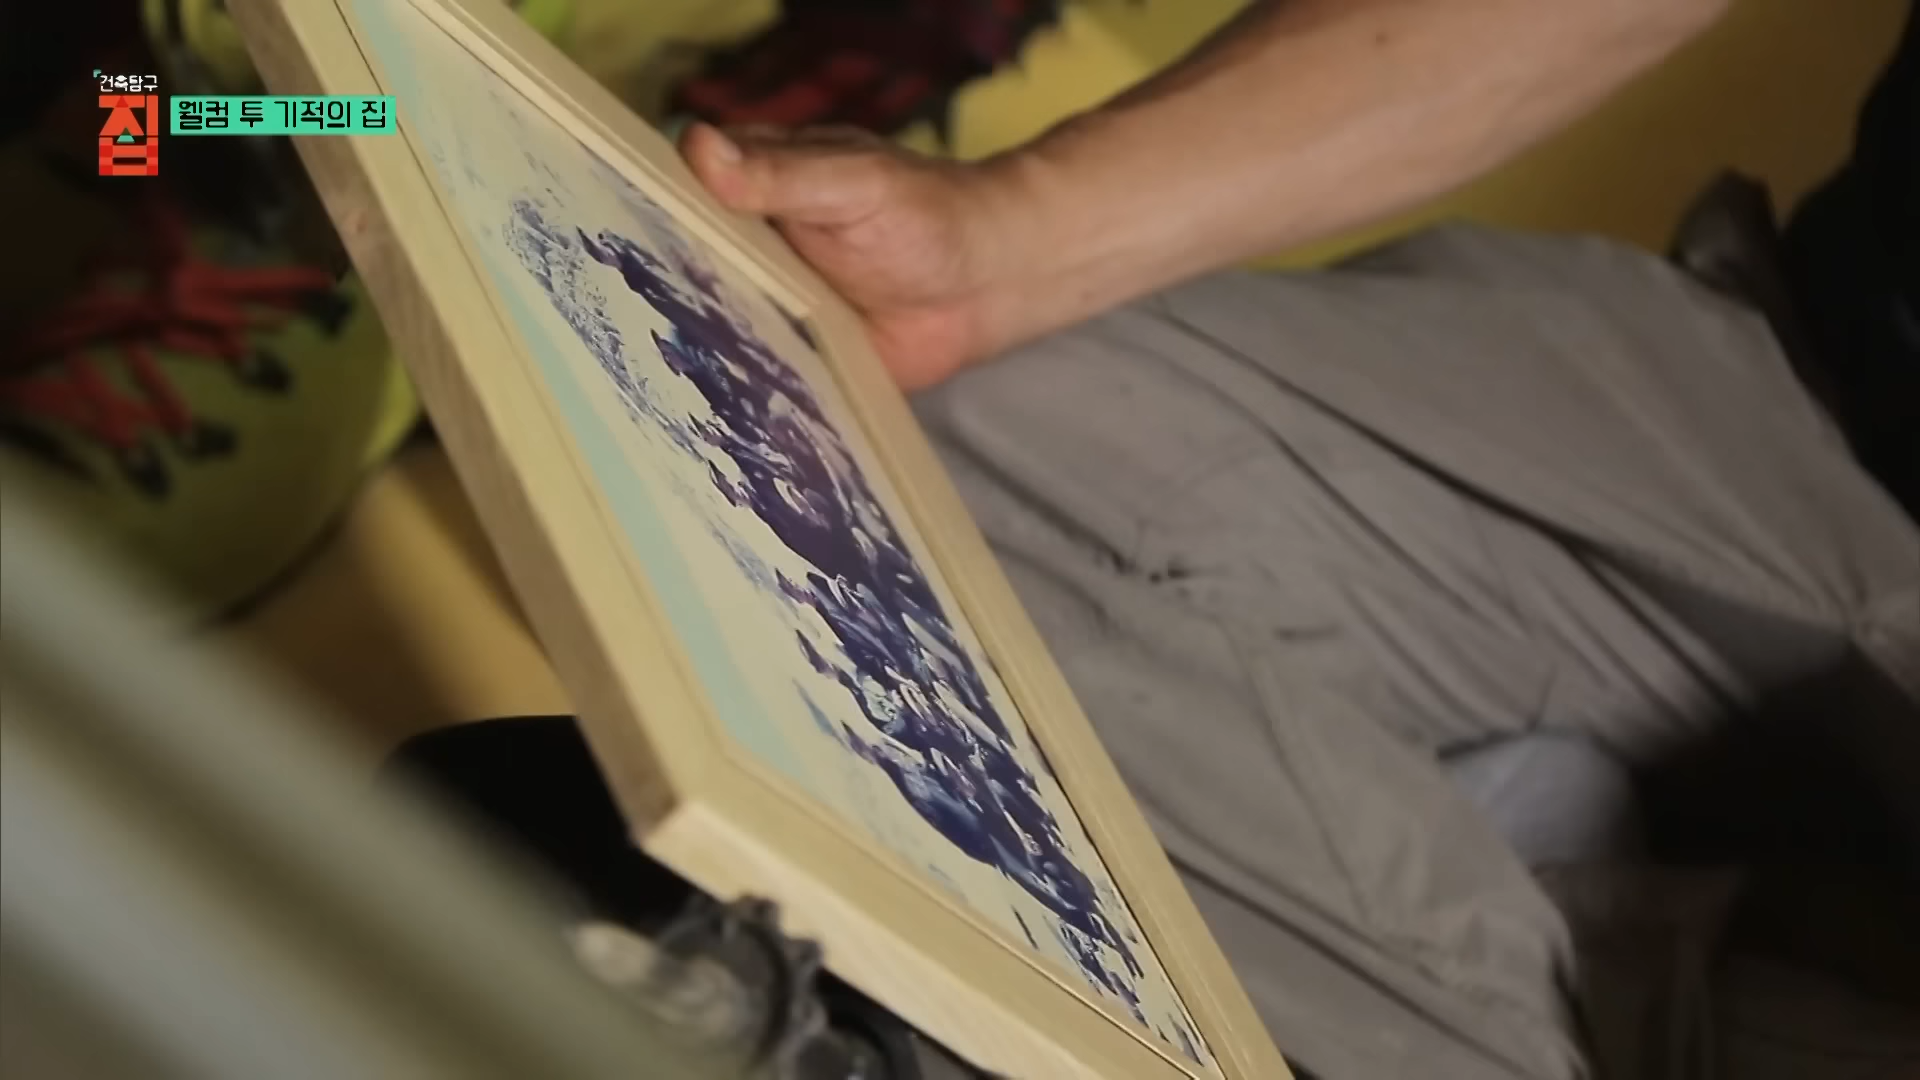 건축탐구
집
웰컴 투 기적의 집